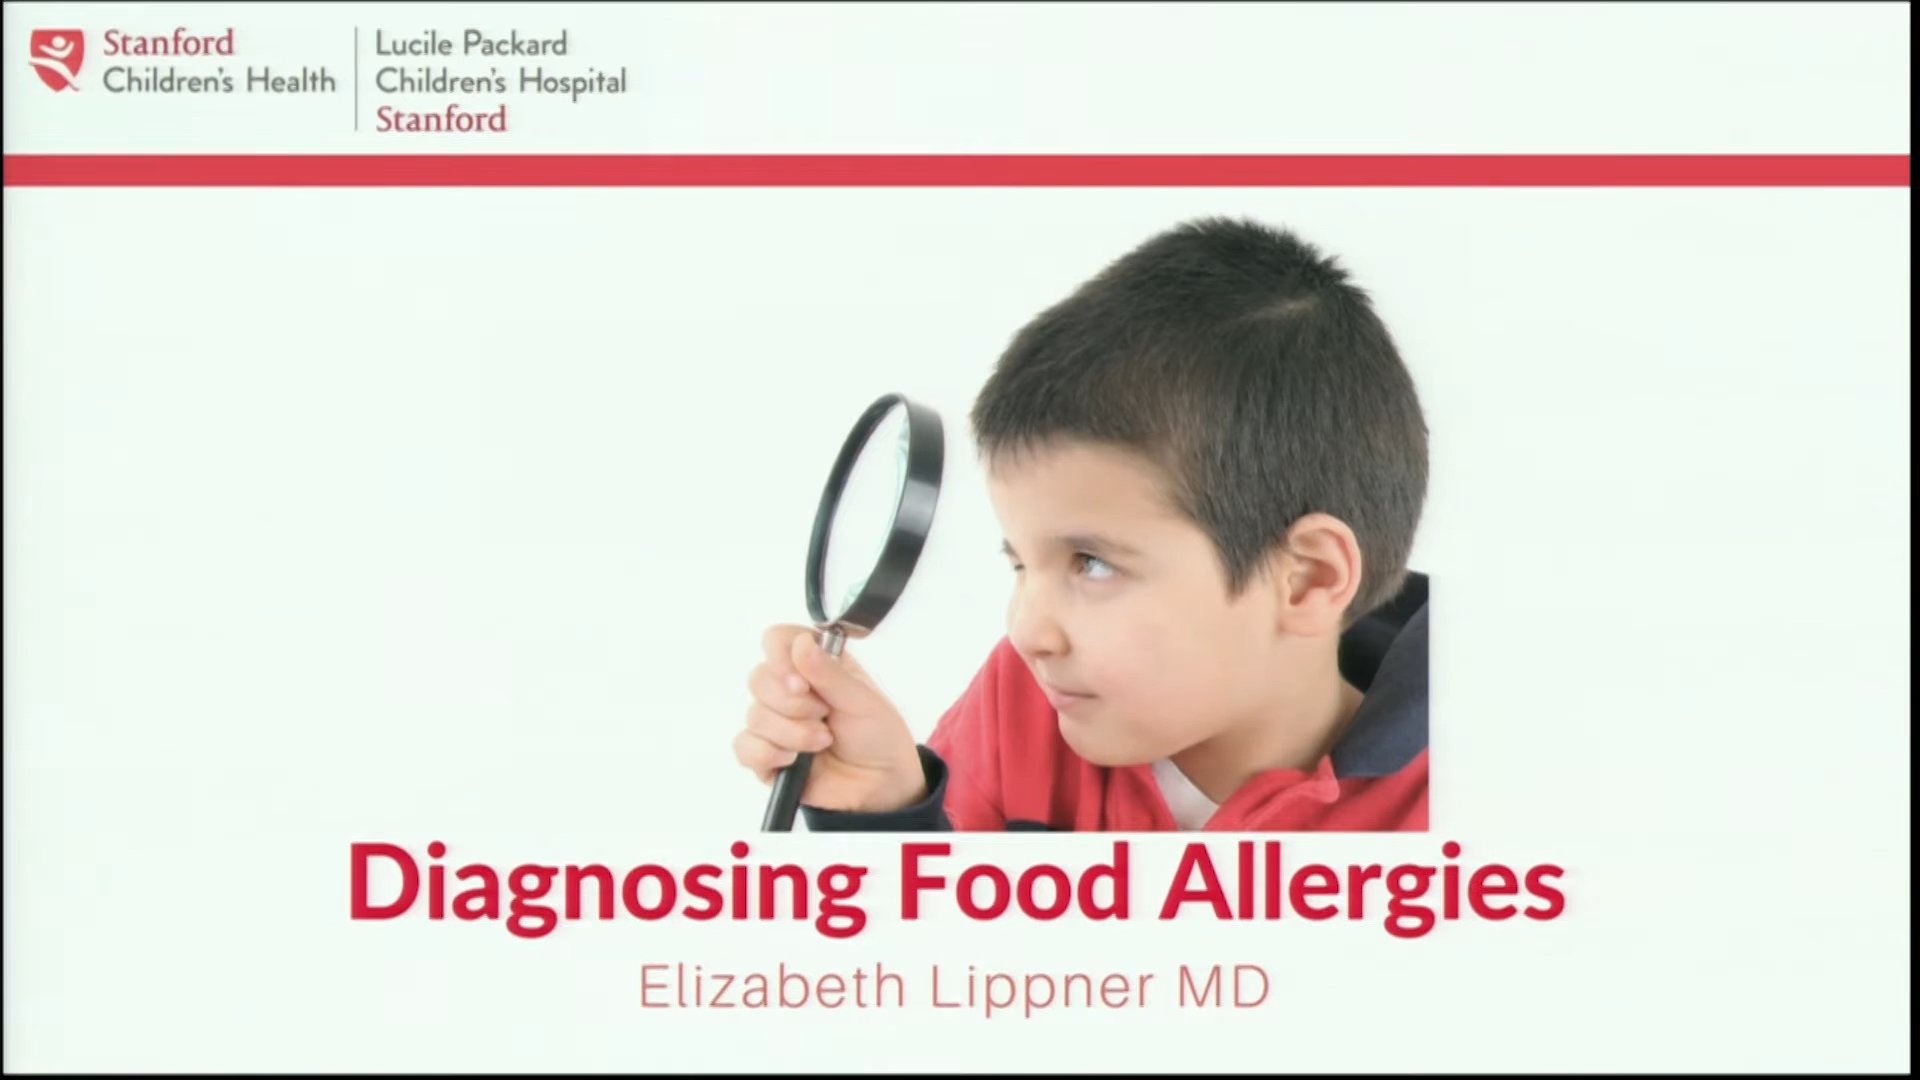 Stanford
Children's Health
Lucile Packard
Children's Hospital
Stanford
Diagnosing Food Allergies
Elizabeth Lippner MD